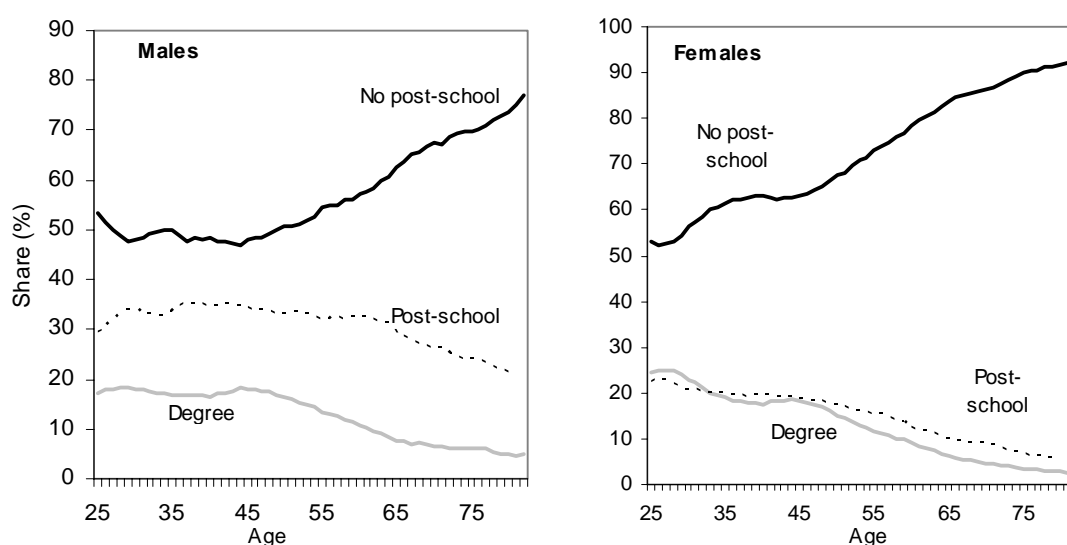 90
80
70
60
50
40
30
20
10
0
Share (%)
Males
No post-school
Post-school
Degree
25 35 45 55 65 75
Age
100
90
80
70
60
50
40
30
20
10
0
Females
No post-
school
Post-
school
Degree
25 35 45 55 65 75
Age